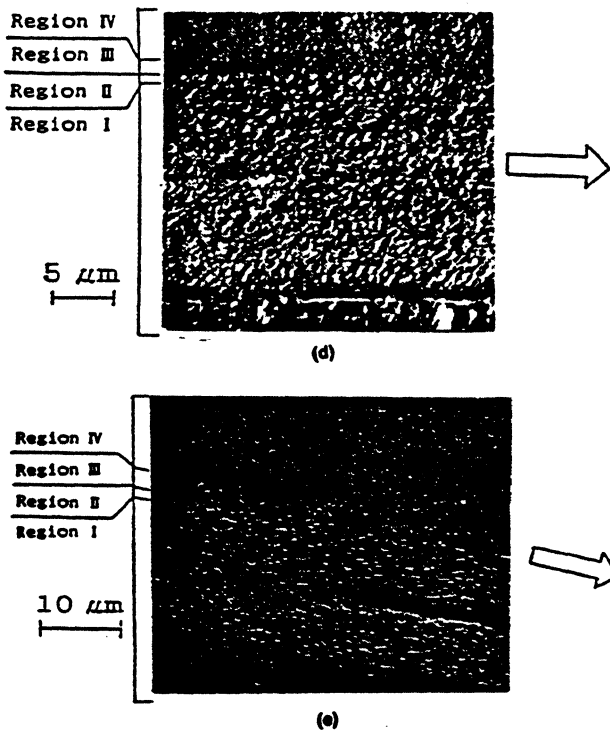 Region IV
Region III
Region II
Region I
5 μm
(d)
Region IV
Region III
Region II
Region I
10 μm
(e)